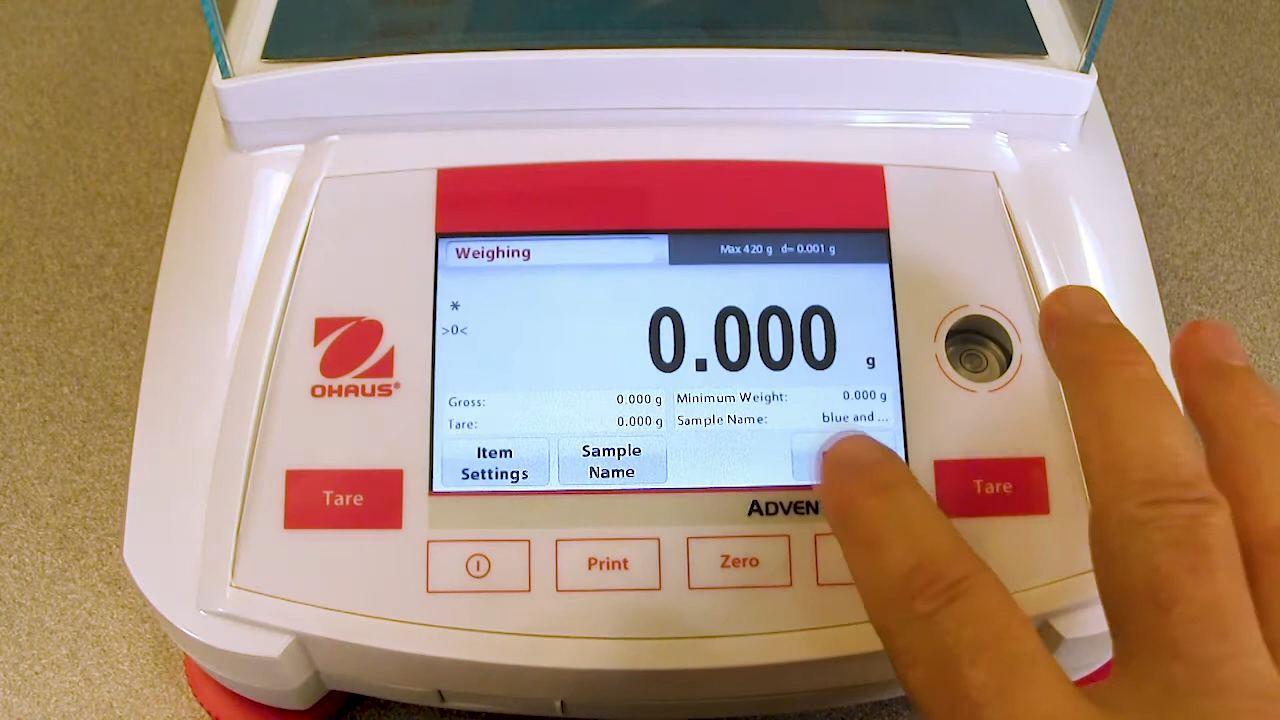 Weighing
Max 420 g d= 0.001 g
*
>0<
0.000 g
Gross: 0.000 g
Minimum Weight: 0.000 g
Tare: 0.000 g
Sample Name: blue and ...
Item
Settings
Sample
Name
OHAUS®
Tare
Tare
ADVEN
Print
Zero